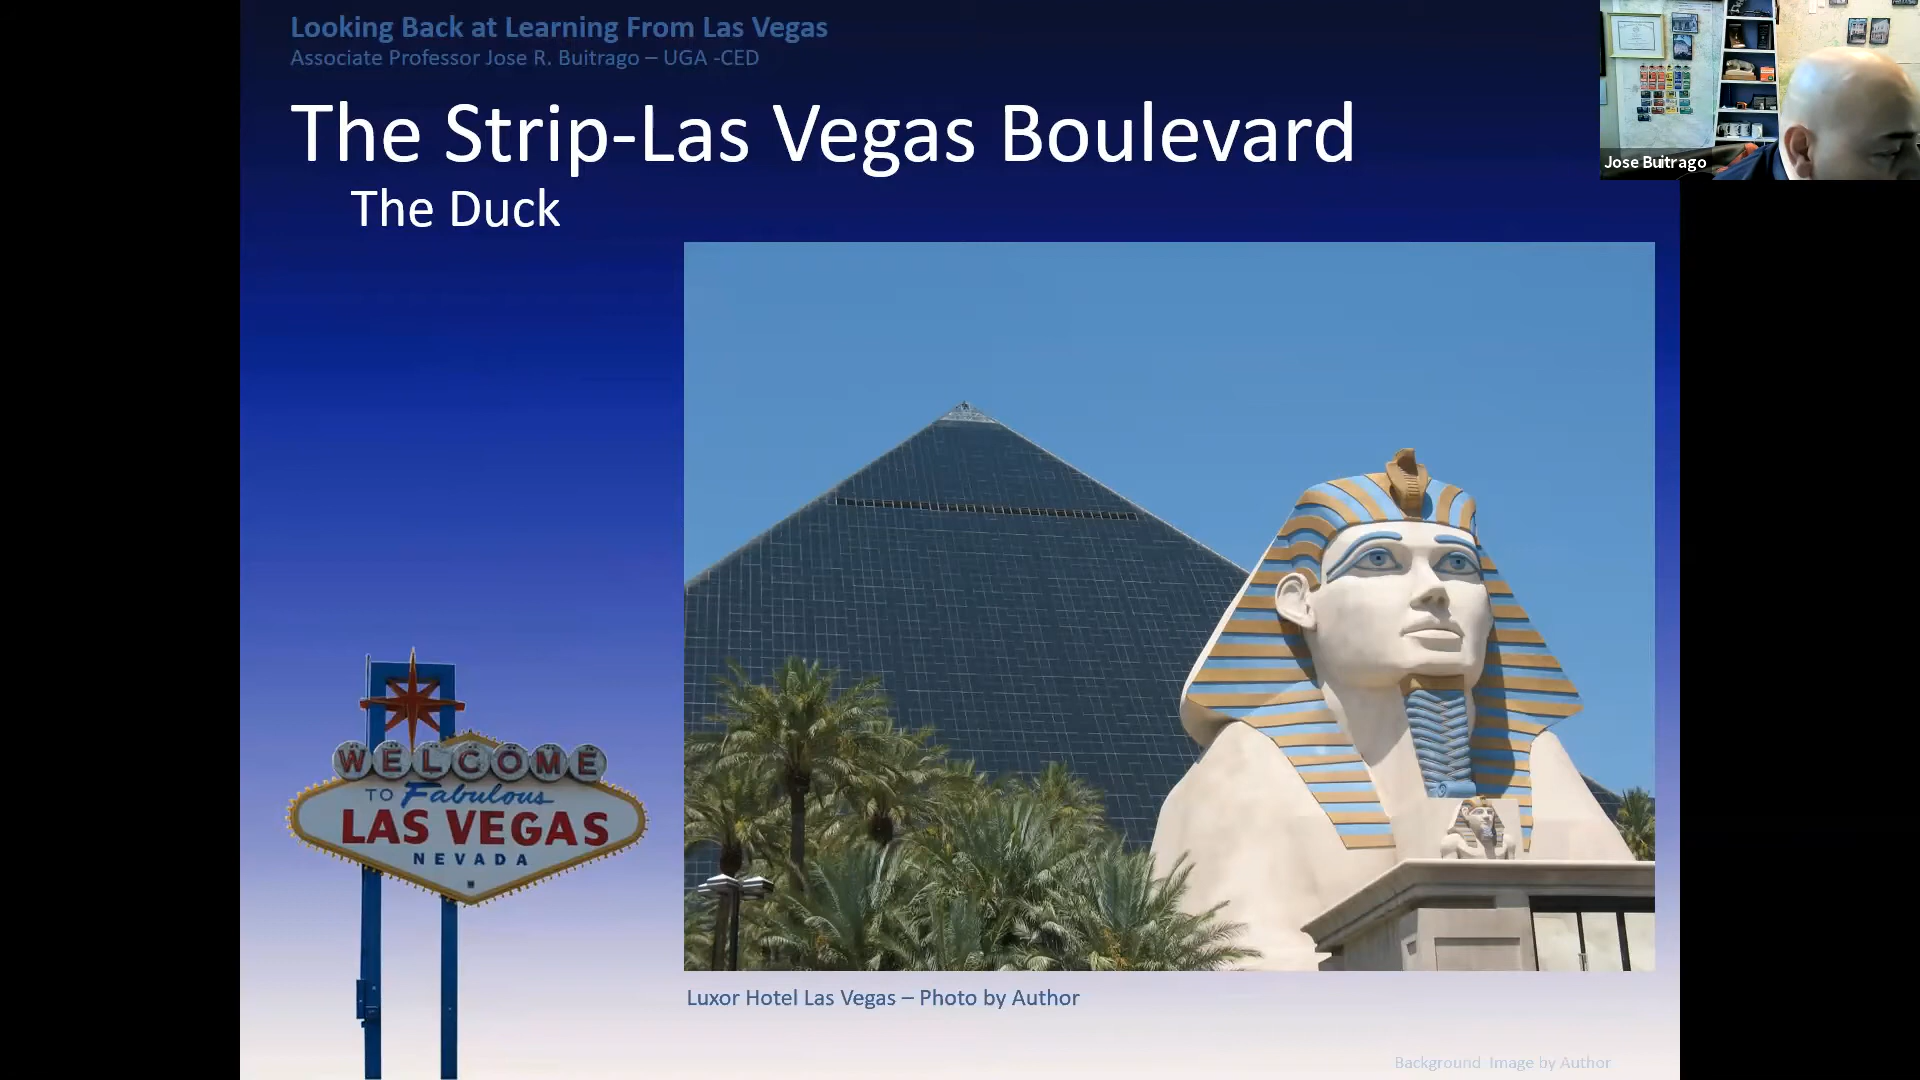 Looking Back at Learning From Las Vegas
Associate Professor Jose R. Buitrago – UGA -CED
The Strip-Las Vegas Boulevard
The Duck
Jose Buitrago
WELCOME
TO Fabulous
LAS VEGAS
NEVADA
Luxor Hotel Las Vegas – Photo by Author
Background Image by Author